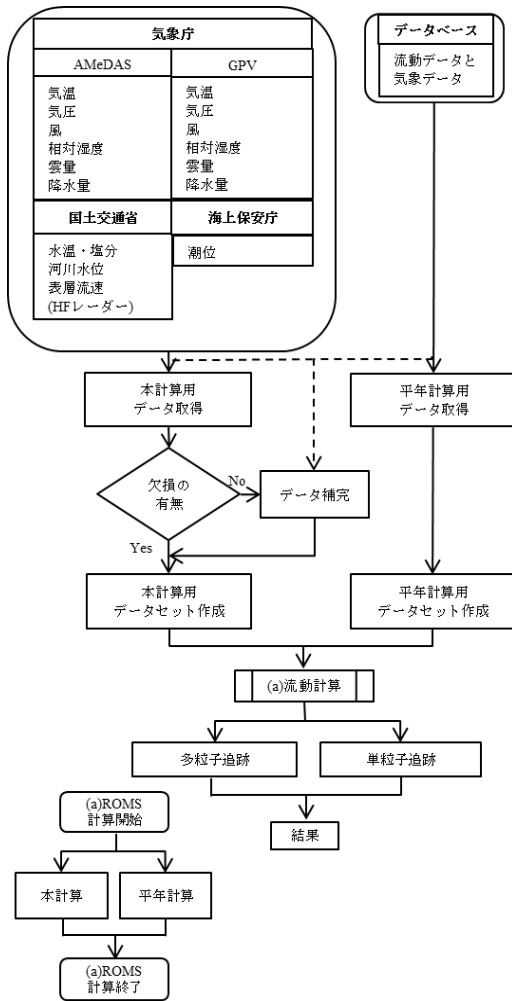 気象庁
AMeDAS
GPV
気温
気圧
風
相対湿度
雲量
降水量
気温
気圧
風
相対湿度
雲量
降水量
国土交通省
海上保安庁
水温・塩分
河川水位
表層流速
(HFレーダー)
潮位
データベース
流動データと
気象データ
本計算用
データ取得
平年計算用
データ取得
欠損の
有無
No
データ補完
Yes
本計算用
データセット作成
平年計算用
データセット作成
(a)流動計算
多粒子追跡
単粒子追跡
結果
(a)ROMS
計算開始
本計算
平年計算
(a)ROMS
計算終了